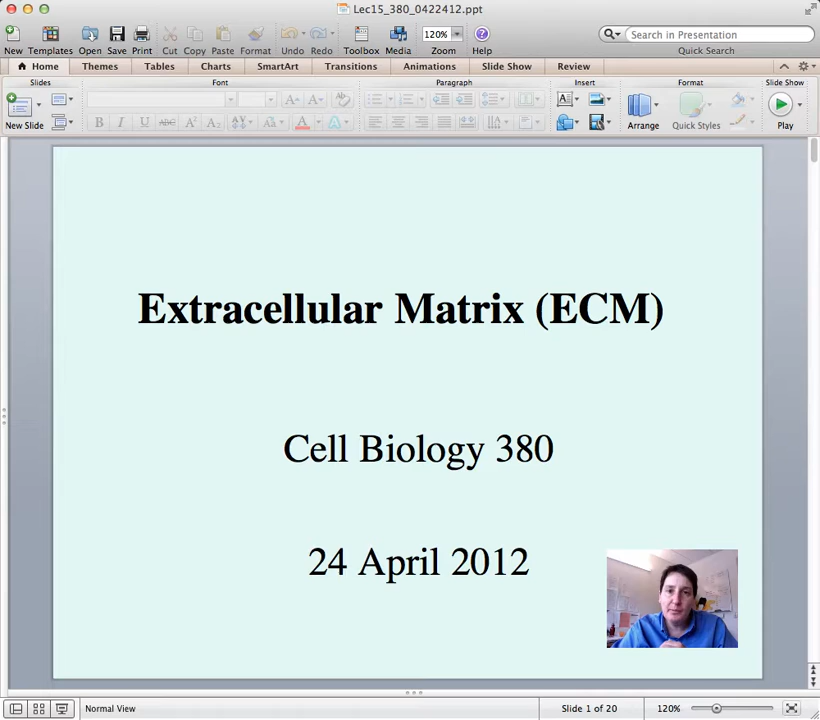 Lec15_380_0422412.ppt
New Templates Open Save Print Cut Copy Paste Format Undo Redo Toolbox Media 120% Zoom Help
Search in Presentation
Quick Search
Home Themes Tables Charts SmartArt Transitions Animations Slide Show Review
Slides Font Paragraph Insert Format Slide Show
New Slide Arrange Quick Styles Play
Extracellular Matrix (ECM)
Cell Biology 380
24 April 2012
Normal View Slide 1 of 20 120%